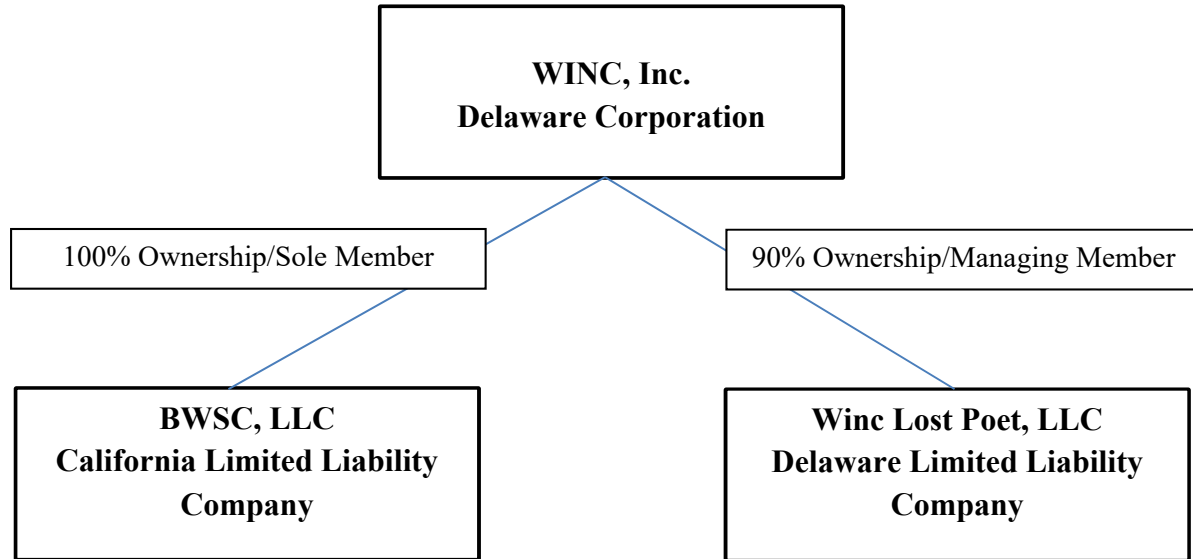 WINC, Inc.
Delaware Corporation
100% Ownership/Sole Member
90% Ownership/Managing Member
BWSC, LLC
California Limited Liability
Company
Winc Lost Poet, LLC
Delaware Limited Liability
Company